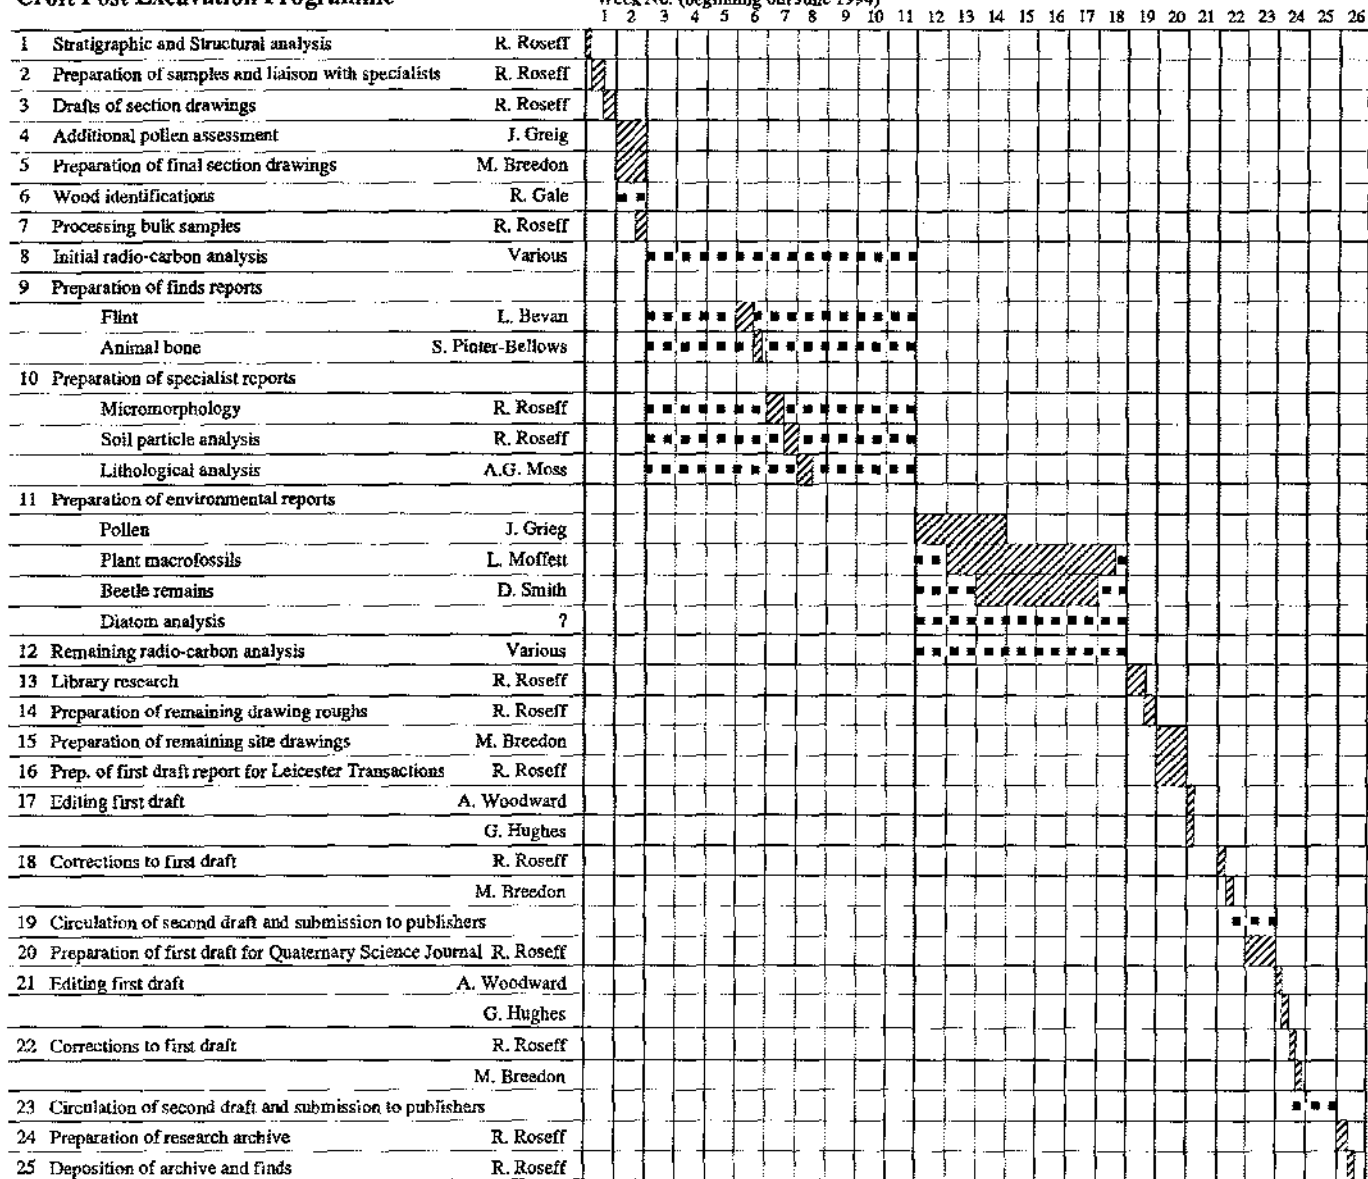 Croft Post Excavation Programme
Week No. (beginning on June 1994)
1 2 3 4 5 6 7 8 9 10 11 12 13 14 15 16 17 18 19 20 21 22 23 24 25 26
1 Stratigraphic and Structural analysis R. Roseff
2 Preparation of samples and liaison with specialists R. Roseff
3 Drafts of section drawings R. Roseff
4 Additional pollen assessment J. Greig
5 Preparation of final section drawings M. Breedon
6 Wood identifications R. Gale
7 Processing bulk samples R. Roseff
8 Initial radio-carbon analysis Various
9 Preparation of finds reports
Flint L. Bevan
Animal bone S. Pinter-Bellows
10 Preparation of specialist reports
Micromorphology R. Roseff
Soil particle analysis R. Roseff
Lithological analysis A.G. Moss
11 Preparation of environmental reports
Pollen J. Grieg
Plant macrofossils L. Moffett
Beetle remains D. Smith
Diatom analysis ?
12 Remaining radio-carbon analysis Various
13 Library research R. Roseff
14 Preparation of remaining drawing roughs R. Roseff
15 Preparation of remaining site drawings M. Breedon
16 Prep. of first draft report for Leicester Transactions R. Roseff
17 Editing first draft A. Woodward
G. Hughes
18 Corrections to first draft R. Roseff
M. Breedon
19 Circulation of second draft and submission to publishers
20 Preparation of first draft for Quaternary Science Journal R. Roseff
21 Editing first draft A. Woodward
G. Hughes
22 Corrections to first draft R. Roseff
M. Breedon
23 Circulation of second draft and submission to publishers
24 Preparation of research archive R. Roseff
25 Deposition of archive and finds R. Roseff